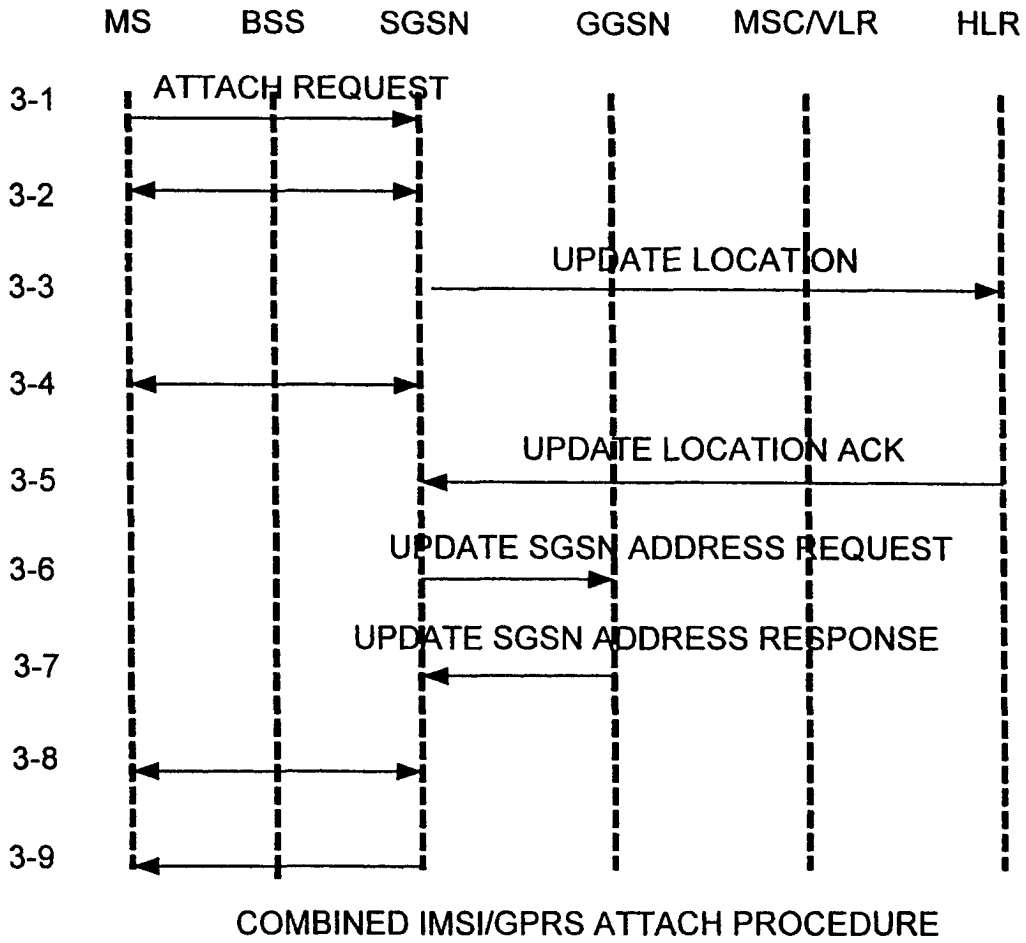 MS BSS SGSN GGSN MSC/VLR HLR
3-1 ATTACH REQUEST
3-2
3-3 UPDATE LOCATION
3-4
3-5 UPDATE LOCATION ACK
3-6 UPDATE SGSN ADDRESS REQUEST
3-7 UPDATE SGSN ADDRESS RESPONSE
3-8
3-9
COMBINED IMSI/GPRS ATTACH PROCEDURE